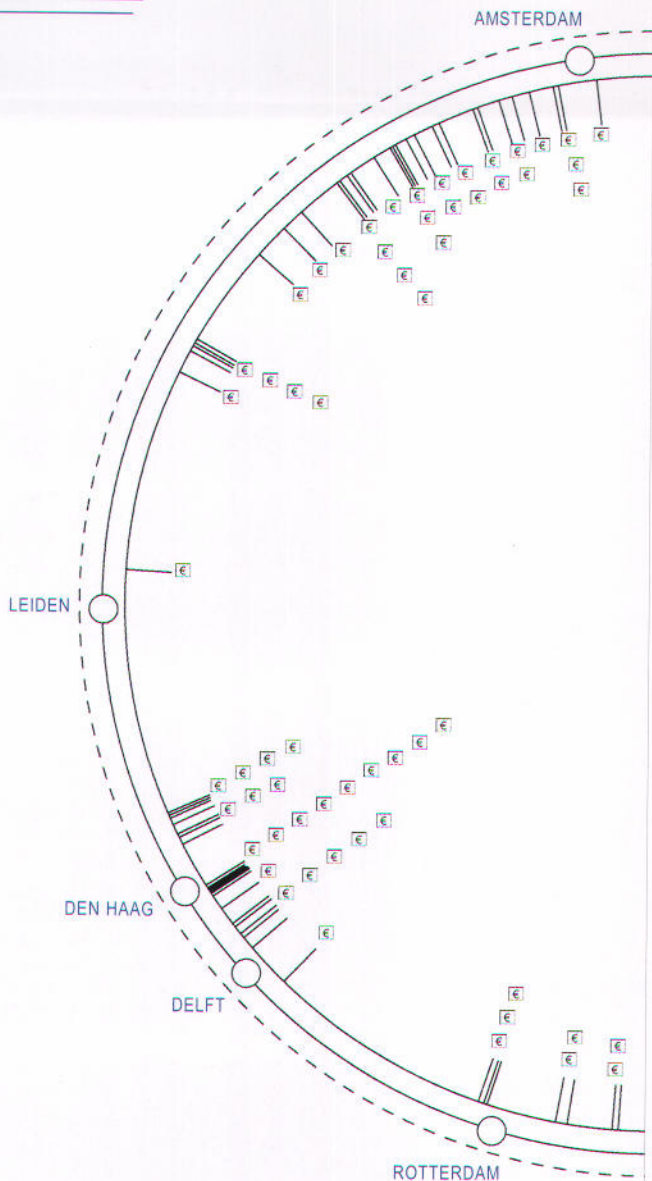 AMSTERDAM
€ € € € € € € € € € € € € € € € € € € € € € € € € € €
€ € € € €
€
LEIDEN
€ € € € € € € € € € € € € € € € € € € € € €
DEN HAAG
€
DELFT
€ € € € € € €
ROTTERDAM